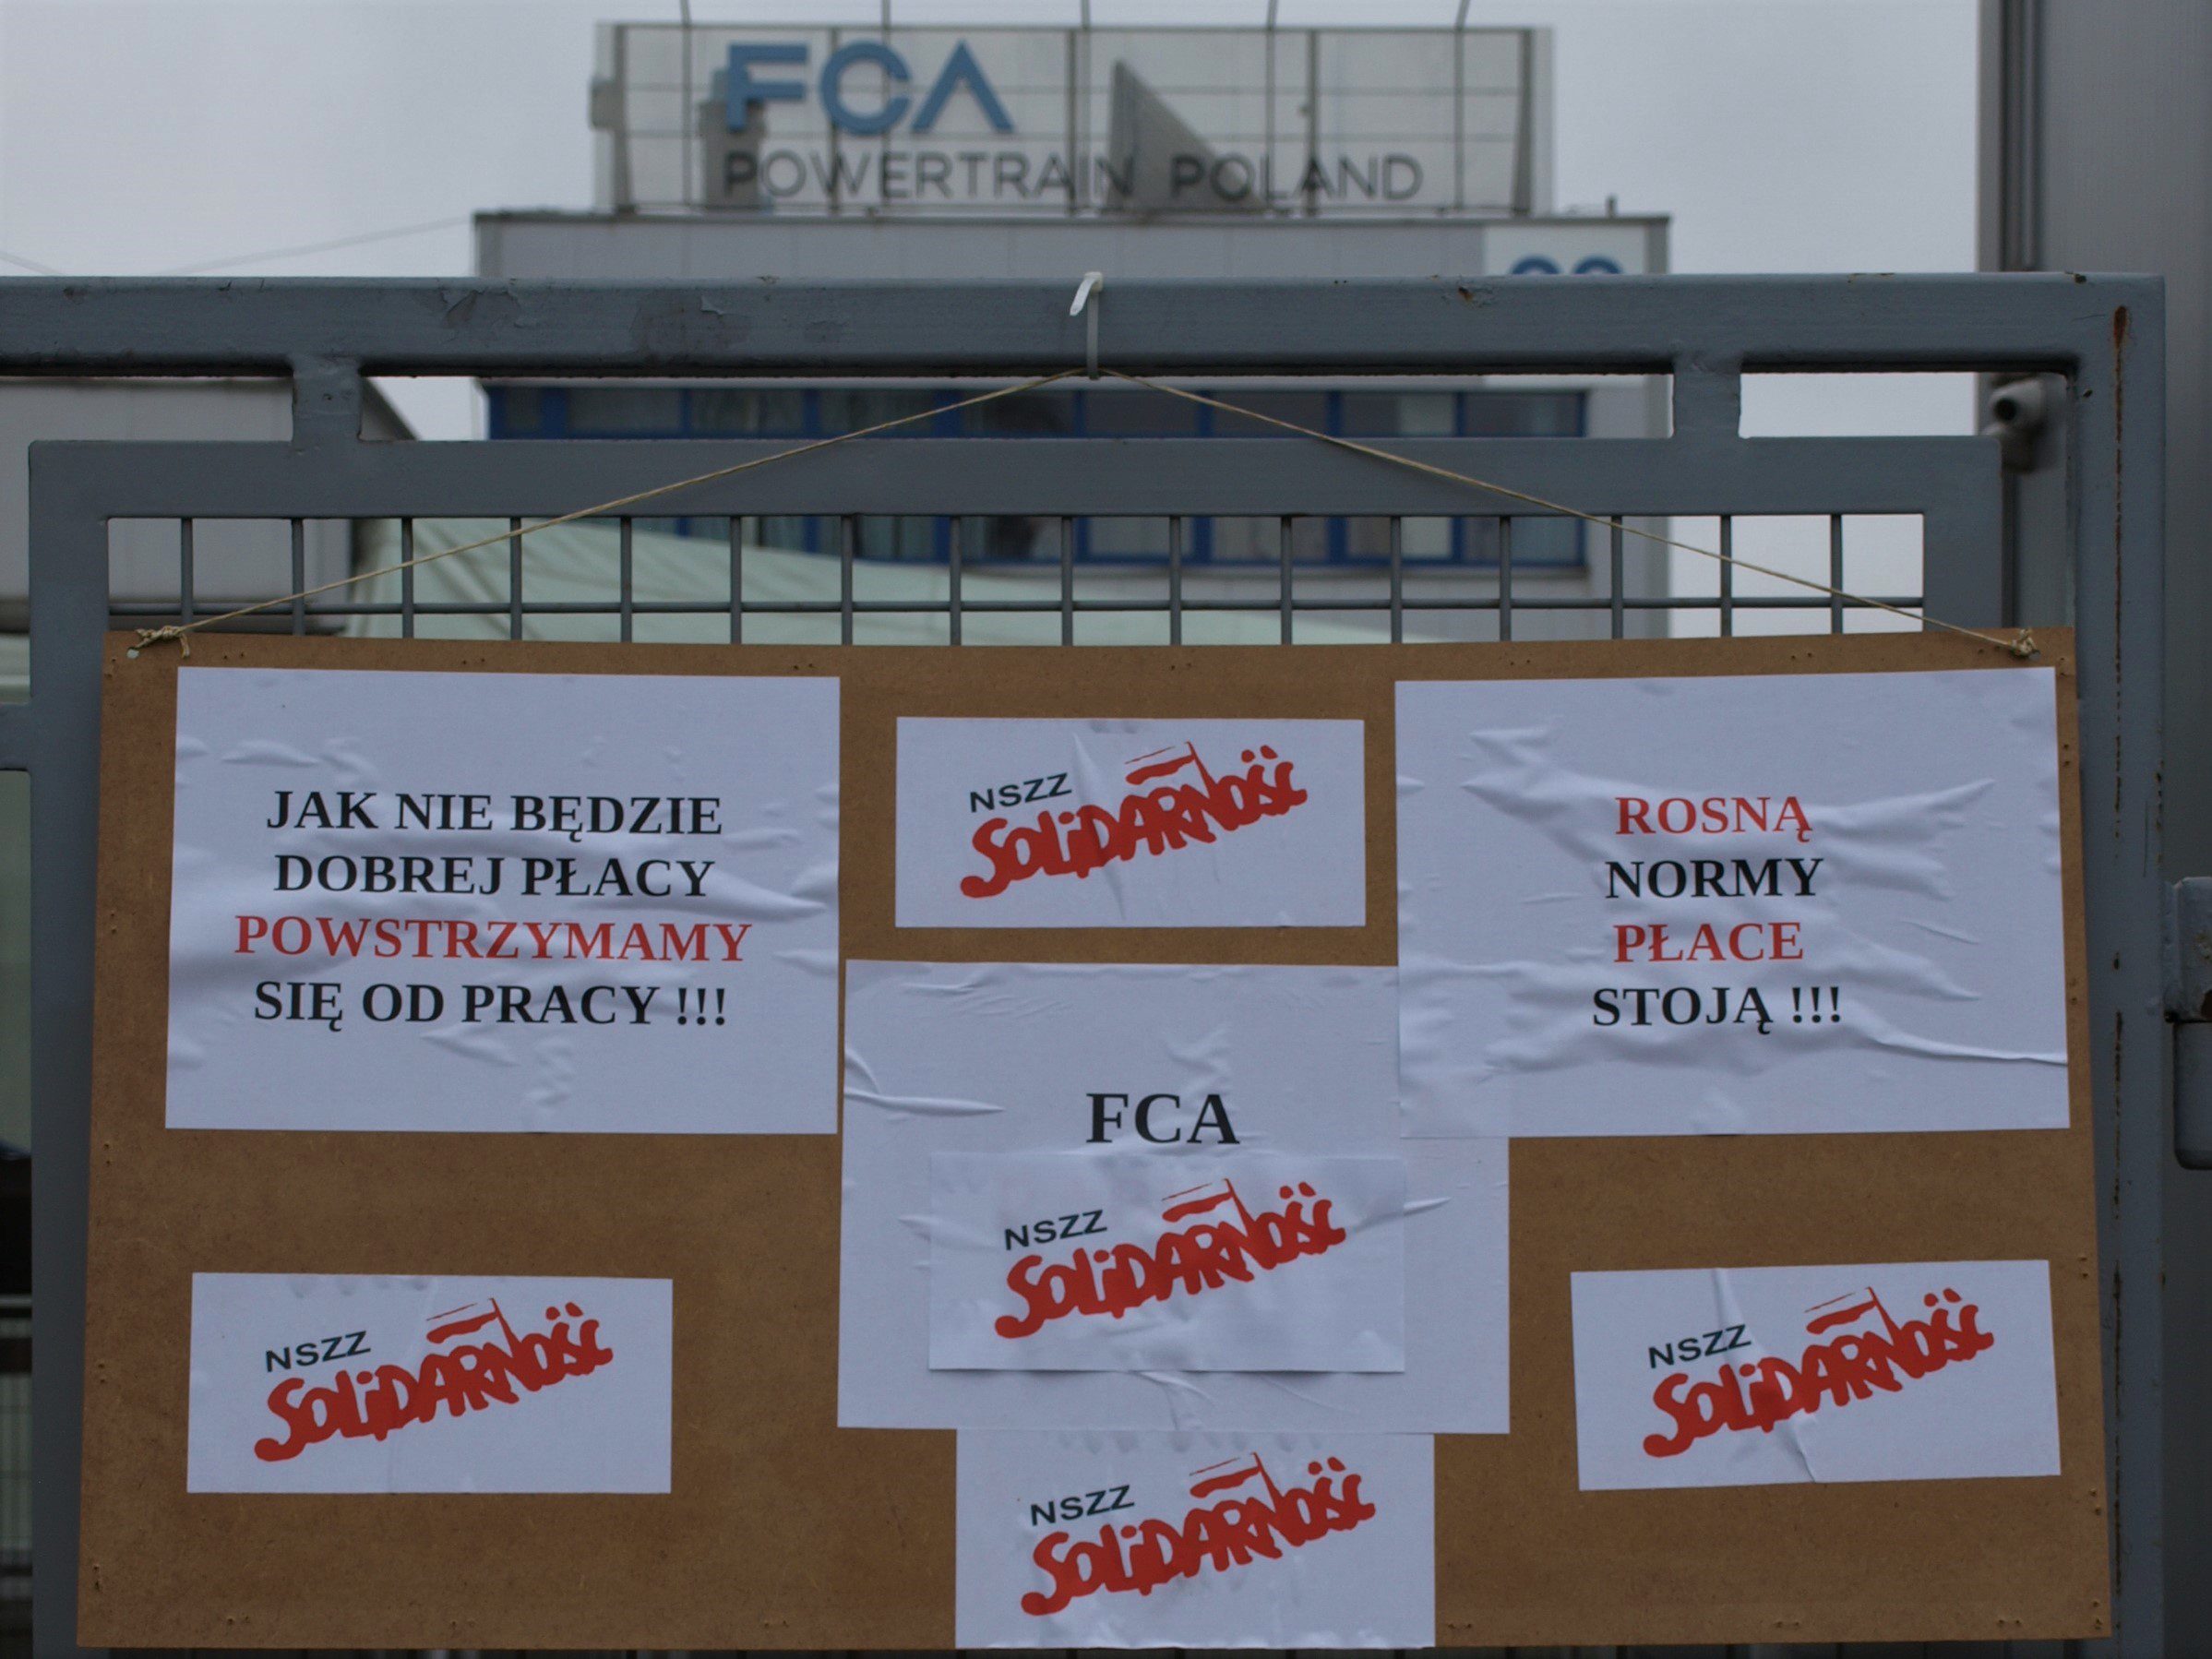 FCA
POWERTRAIN POLAND
JAK NIE BĘDZIE
DOBREJ PŁACY
POWSTRZYMAMY
SIĘ OD PRACY !!!
NSZZ
SOLiDARNOŚĆ
ROSNĄ
NORMY
PŁACE
STOJĄ !!!
FCA
NSZZ
SOLiDARNOŚĆ
NSZZ
SOLiDARNOŚĆ
NSZZ
SOLiDARNOŚĆ
NSZZ
SOLiDARNOŚĆ